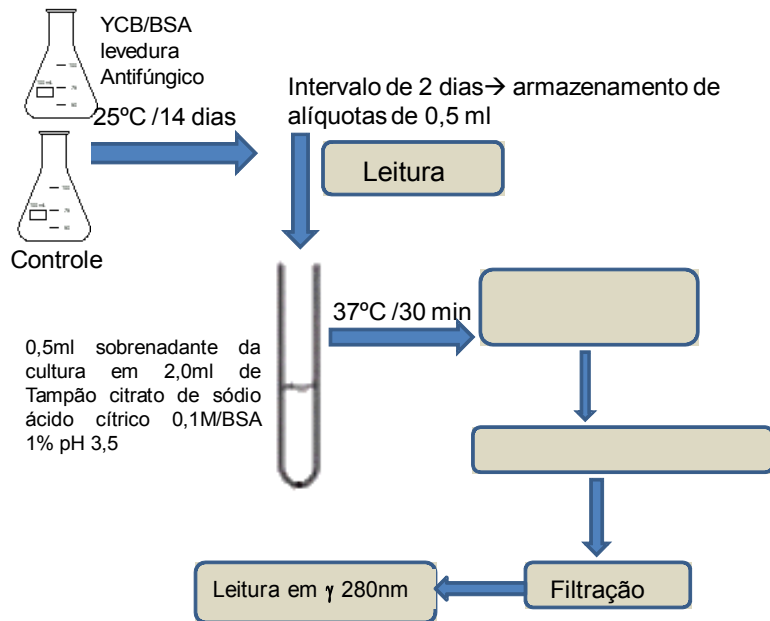 YCB/BSA
levedura
Antifúngico
25ºC /14 dias
Controle
Intervalo de 2 dias→ armazenamento de
alíquotas de 0,5 ml
Leitura
37ºC /30 min
0,5ml sobrenadante da
cultura em 2,0ml de
Tampão citrato de sódio
ácido cítrico 0,1M/BSA
1% pH 3,5
Filtração
Leitura em γ 280nm